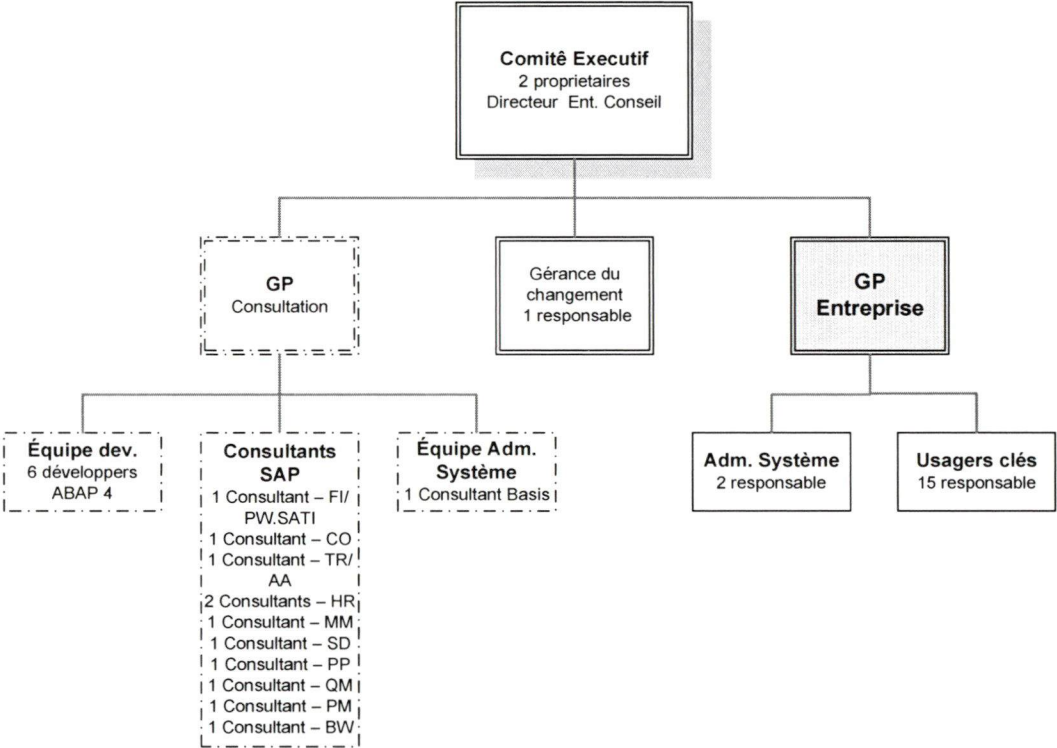 Comitê Executif
2 proprietaires
Directeur Ent. Conseil
GP
Consultation
Gérance du
changement
1 responsable
GP
Entreprise
Équipe dev.
6 développers
ABAP 4
Consultants
SAP
1 Consultant – FI/
PW.SATI
1 Consultant – CO
1 Consultant – TR/
AA
2 Consultants – HR
1 Consultant – MM
1 Consultant – SD
1 Consultant – PP
1 Consultant – QM
1 Consultant – PM
1 Consultant – BW
Équipe Adm.
Système
1 Consultant Basis
Adm. Système
2 responsable
Usagers clés
15 responsable